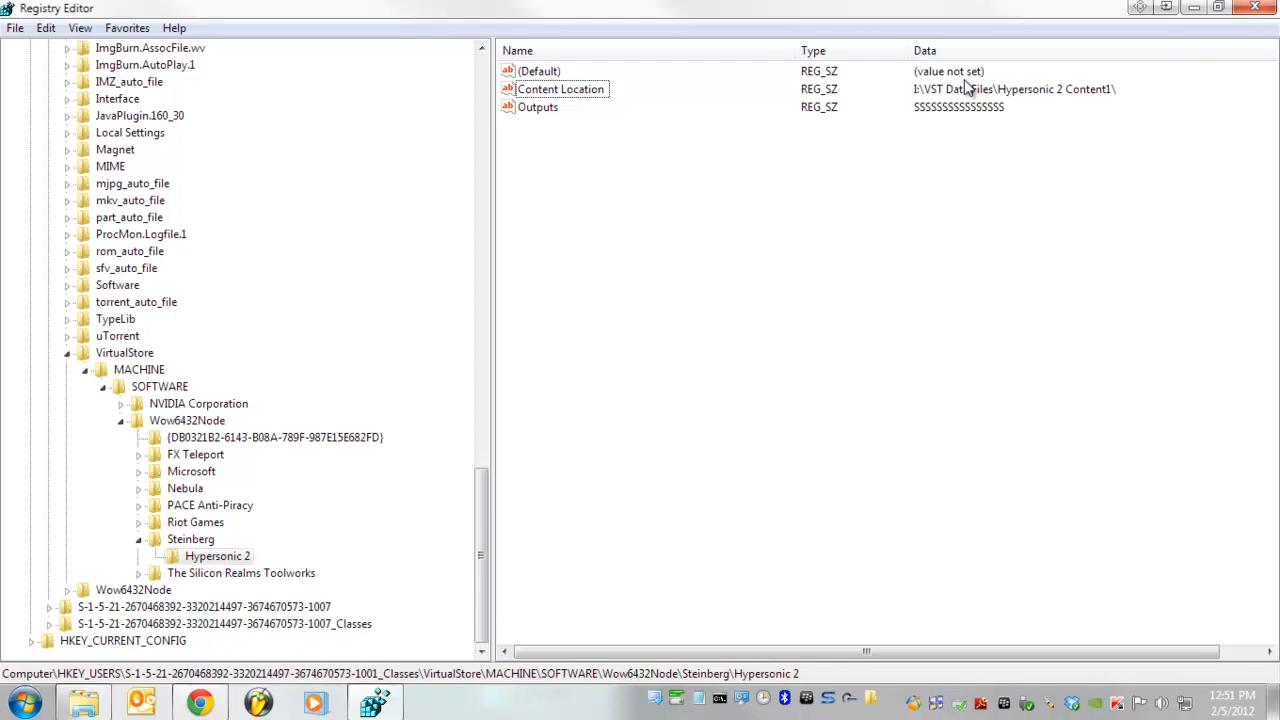 Registry Editor
File Edit View Favorites Help
ImgBurn.AssocFile.wv
ImgBurn.AutoPlay.1
IMZ_auto_file
Interface
JavaPlugin.160_30
Local Settings
Magnet
MIME
mjpg_auto_file
mkv_auto_file
part_auto_file
ProcMon.Logfile.1
rom_auto_file
sfv_auto_file
Software
torrent_auto_file
TypeLib
uTorrent
VirtualStore
MACHINE
SOFTWARE
NVIDIA Corporation
Wow6432Node
{DB0321B2-6143-B08A-789F-987E15E682FD}
FX Teleport
Microsoft
Nebula
PACE Anti-Piracy
Riot Games
Steinberg
Hypersonic 2
The Silicon Realms Toolworks
Wow6432Node
S-1-5-21-2670468392-3320214497-3674670573-1007
S-1-5-21-2670468392-3320214497-3674670573-1007_Classes
HKEY_CURRENT_CONFIG
Name Type Data
ab (Default) REG_SZ (value not set)
ab Content Location REG_SZ I:\VST Data Files\Hypersonic 2 Content1\
ab Outputs REG_SZ SSSSSSSSSSSSSSSS
Computer\HKEY_USERS\S-1-5-21-2670468392-3320214497-3674670573-1001_Classes\VirtualStore\MACHINE\SOFTWARE\Wow6432Node\Steinberg\Hypersonic 2
12:51 PM
2/5/2012